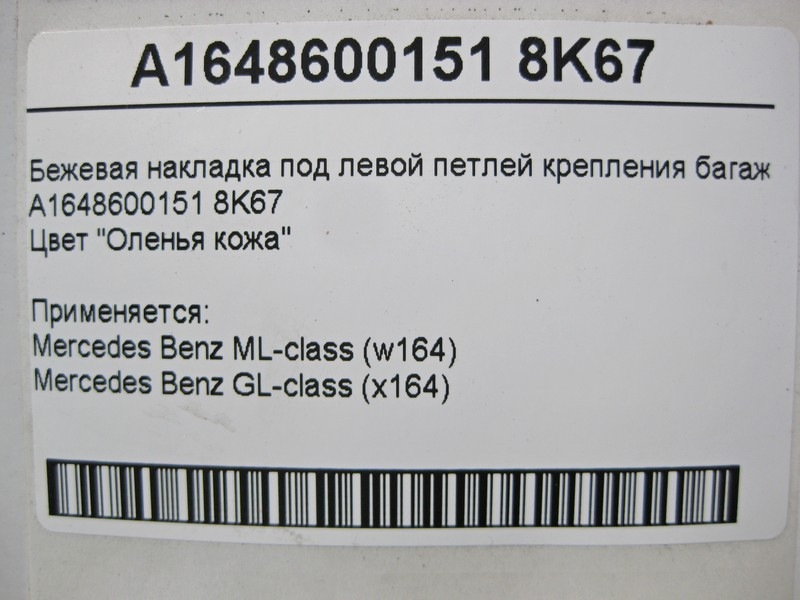 A1648600151 8K67
Бежевая накладка под левой петлей крепления багаж
A1648600151 8K67
Цвет "Оленья кожа"
Применяется:
Mercedes Benz ML-class (w164)
Mercedes Benz GL-class (x164)